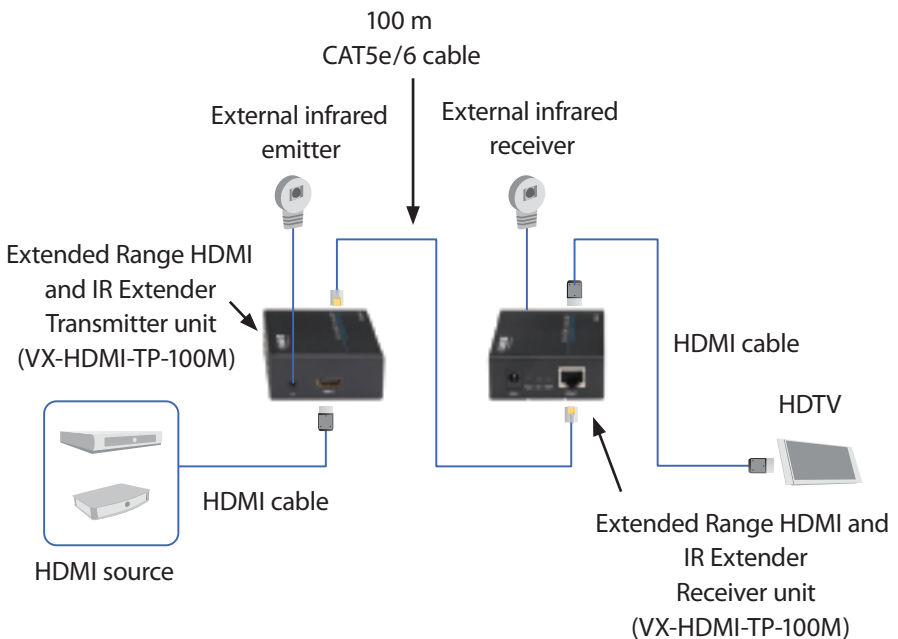 100 m
CAT5e/6 cable
External infrared
emitter
External infrared
receiver
Extended Range HDMI
and IR Extender
Transmitter unit
(VX-HDMI-TP-100M)
HDMI cable
HDTV
HDMI cable
HDMI source
Extended Range HDMI and
IR Extender
Receiver unit
(VX-HDMI-TP-100M)